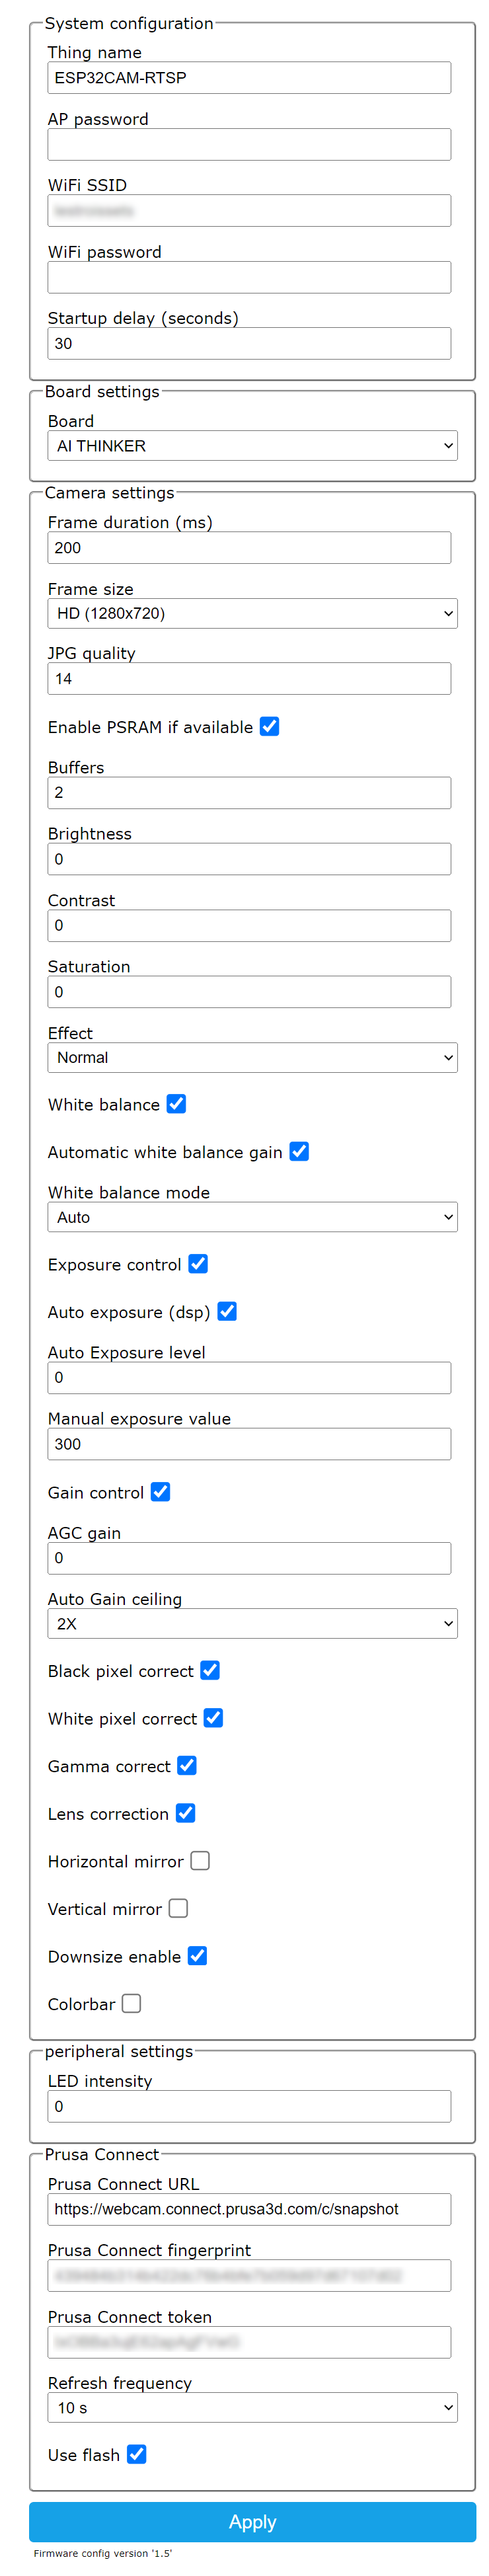 System configuration
Thing name
ESP32CAM-RTSP
AP password
WiFi SSID
WiFi password
Startup delay (seconds)
30
Board settings
Board
AI THINKER
Camera settings
Frame duration (ms)
200
Frame size
HD (1280x720)
JPG quality
14
Enable PSRAM if available
Buffers
2
Brightness
0
Contrast
0
Saturation
0
Effect
Normal
White balance
Automatic white balance gain
White balance mode
Auto
Exposure control
Auto exposure (dsp)
Auto Exposure level
0
Manual exposure value
300
Gain control
AGC gain
0
Auto Gain ceiling
2X
Black pixel correct
White pixel correct
Gamma correct
Lens correction
Horizontal mirror
Vertical mirror
Downsize enable
Colorbar
peripheral settings
LED intensity
0
Prusa Connect
Prusa Connect URL
https://webcam.connect.prusa3d.com/c/snapshot
Prusa Connect fingerprint
Prusa Connect token
Refresh frequency
10 s
Use flash
Apply
Firmware config version '1.5'